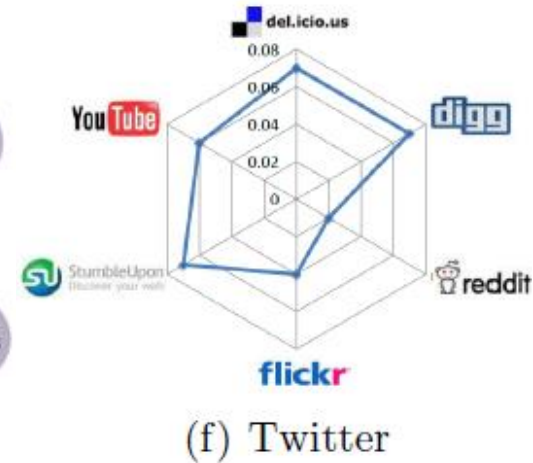 del.icio.us
0.08
0.06
0.04
0.02
0
YouTube
digg
StumbleUpon
Discover your web
reddit
flickr
(f) Twitter